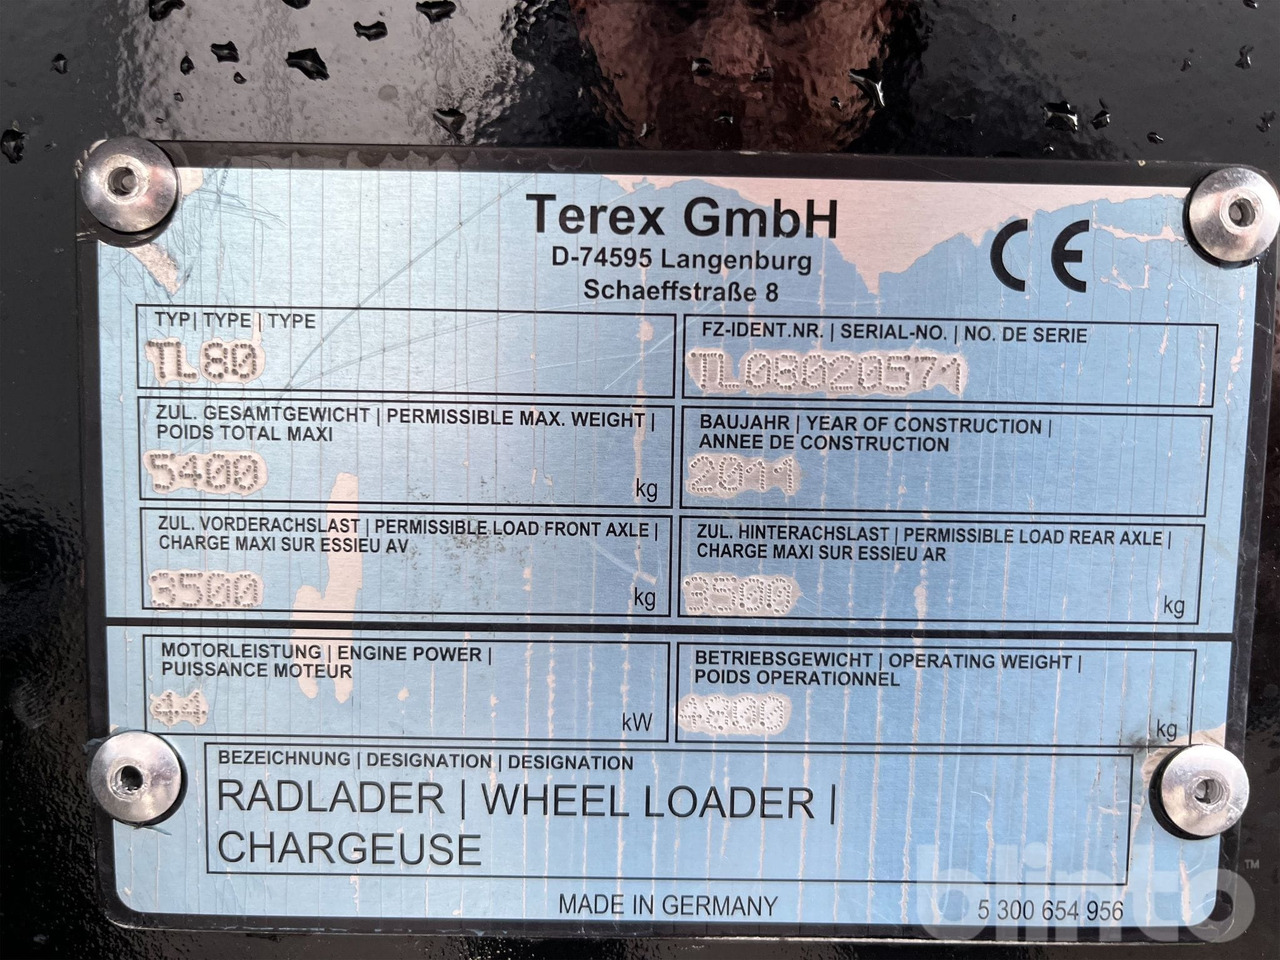 Terex GmbH
D-74595 Langenburg
Schaeffstraße 8
CE
TYP | TYPE | TYPE
TL80
FZ-IDENT.NR. | SERIAL-NO. | NO. DE SERIE
TL08020571
ZUL. GESAMTGEWICHT | PERMISSIBLE MAX. WEIGHT |
POIDS TOTAL MAXI
5400 kg
BAUJAHR | YEAR OF CONSTRUCTION |
ANNEE DE CONSTRUCTION
2011
ZUL. VORDERACHSLAST | PERMISSIBLE LOAD FRONT AXLE |
CHARGE MAXI SUR ESSIEU AV
3500 kg
ZUL. HINTERACHSLAST | PERMISSIBLE LOAD REAR AXLE |
CHARGE MAXI SUR ESSIEU AR
3500 kg
MOTORLEISTUNG | ENGINE POWER |
PUISSANCE MOTEUR
44 kW
BETRIEBSGEWICHT | OPERATING WEIGHT |
POIDS OPERATIONNEL
4800 kg
BEZEICHNUNG | DESIGNATION | DESIGNATION
RADLADER | WHEEL LOADER |
CHARGEUSE
MADE IN GERMANY
5 300 654 956
blinto™